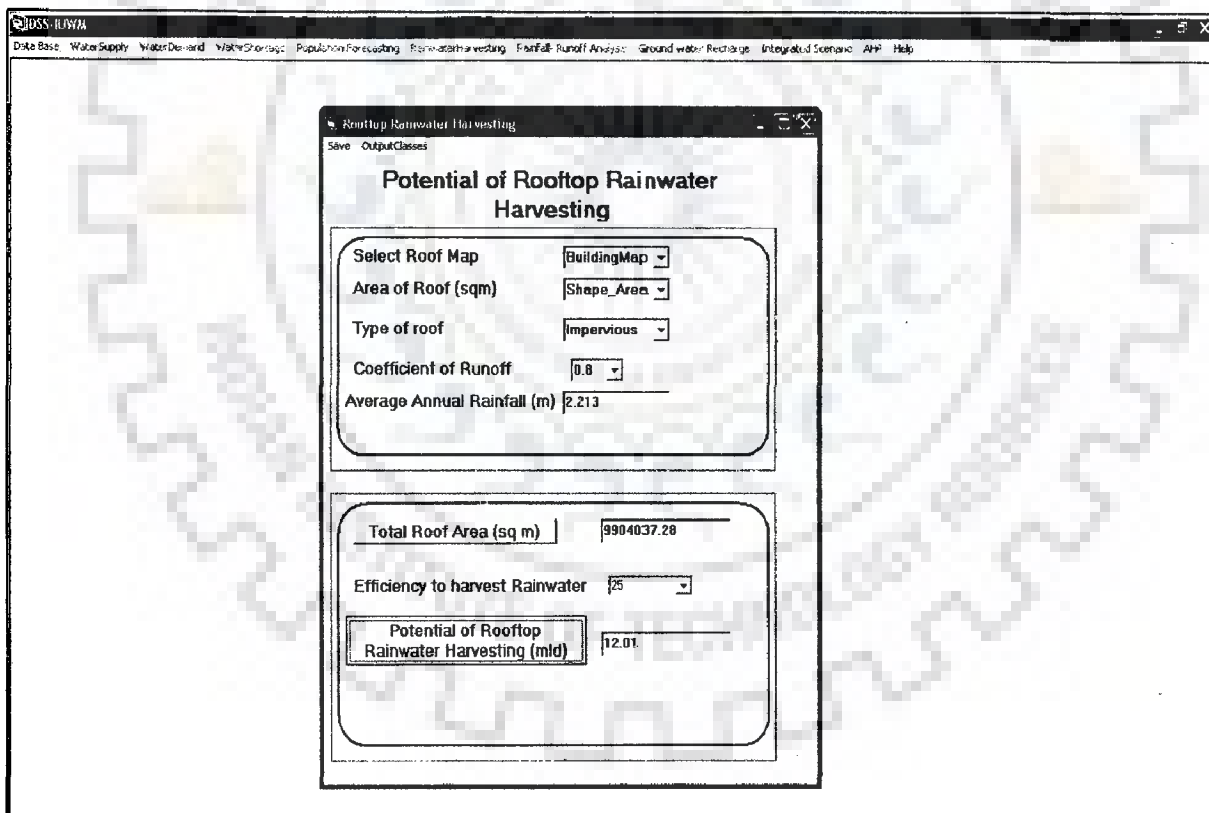 DSS-IUWM
Data Base WaterSupply WaterDemand WaterShortage Population Forecasting RainwaterHarvesting Rainfall-Runoff Analysis Ground water Recharge Integrated Scenario AHP Help
Rooftop Rainwater Harvesting
Save OutputClasses
Potential of Rooftop Rainwater
Harvesting
Select Roof Map BuildingMap
Area of Roof (sqm) Shape_Area
Type of roof Impervious
Coefficient of Runoff 0.8
Average Annual Rainfall (m) 2.213
Total Roof Area (sq m) 9904037.28
Efficiency to harvest Rainwater 25
Potential of Rooftop
Rainwater Harvesting (mld) 12.01